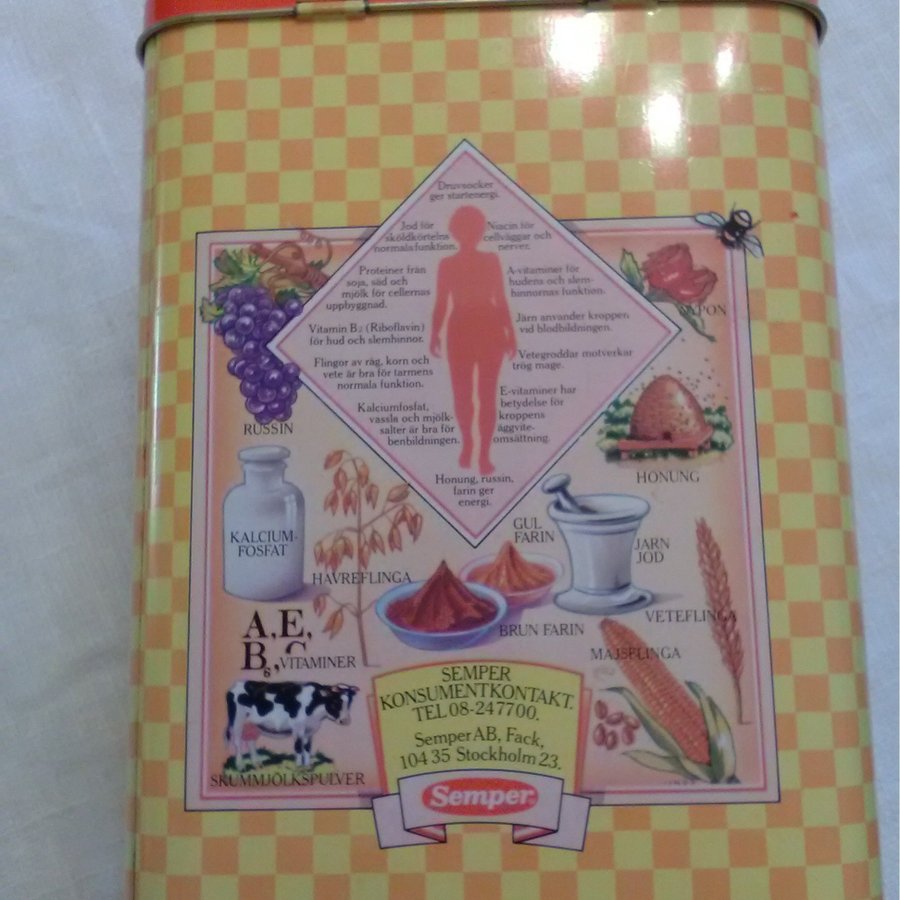 Druvsocker
ger startenergi.
Jod för
sköldkörtelns
normala funktion.
Niacin för
cellväggar och
nerver.
Proteiner från
soja, säd och
mjölk för cellernas
uppbyggnad.
A-vitaminer för
hudens och slem-
hinnornas funktion.
Vitamin B2 (Riboflavin)
för hud och slemhinnor.
Järn använder kroppen
vid blodbildningen.
Flingor av råg, korn och
vete är bra för tarmens
normala funktion.
Vetegroddar motverkar
trög mage.
Kalciumfosfat,
vassla och mjölk-
salter är bra för
benbildningen.
E-vitaminer har
betydelse för
kroppens
äggvite-
omsättning.
Honung, russin,
farin ger
energi.
NYPON
RUSSIN
HONUNG
KALCIUM-
FOSFAT
HAVREFLINGA
GUL
FARIN
JÄRN
JOD
BRUN FARIN
VETEFLINGA
MAJSFLINGA
A, E,
B6, C VITAMINER
SKUMMJÖLKSPULVER
SEMPER
KONSUMENTKONTAKT.
TEL 08-247700.
Semper AB, Fack,
104 35 Stockholm 23.
Semper